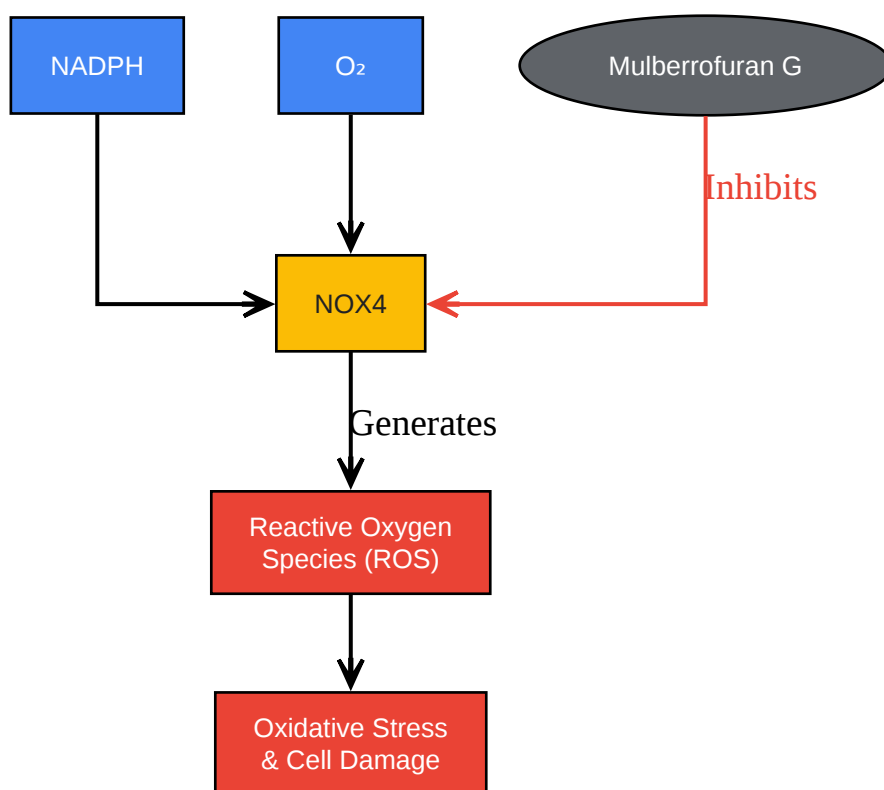 NADPH
O₂
Mulberrofuran G
Inhibits
NOX4
Generates
Reactive Oxygen
Species (ROS)
Oxidative Stress
& Cell Damage